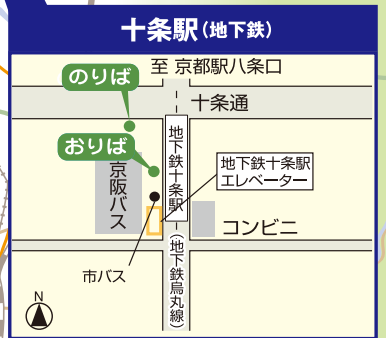 十条駅(地下鉄)
至 京都駅八条口
のりば
十条通
おりば
地下鉄十条駅
京阪バス
地下鉄十条駅
エレベーター
コンビニ
(地下鉄烏丸線)
市バス
N